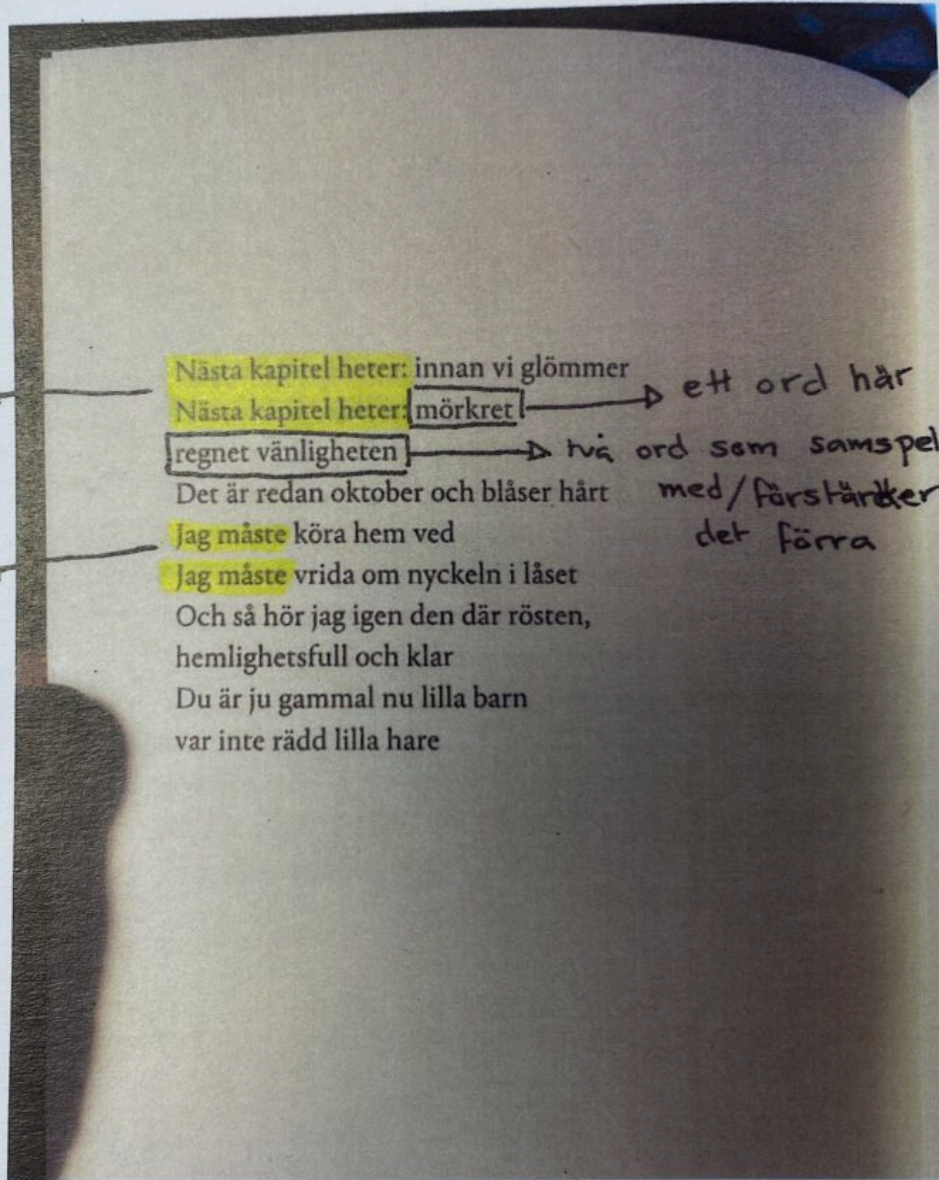 Nästa kapitel heter: innan vi glömmer
Nästa kapitel heter: mörkret
ett ord här
regnet vänligheten
två ord som samspel
Det är redan oktober och blåser hårt
med/förstärker
Jag måste köra hem ved
det förra
Jag måste vrida om nyckeln i låset
Och så hör jag igen den där rösten,
hemlighetsfull och klar
Du är ju gammal nu lilla barn
var inte rädd lilla hare